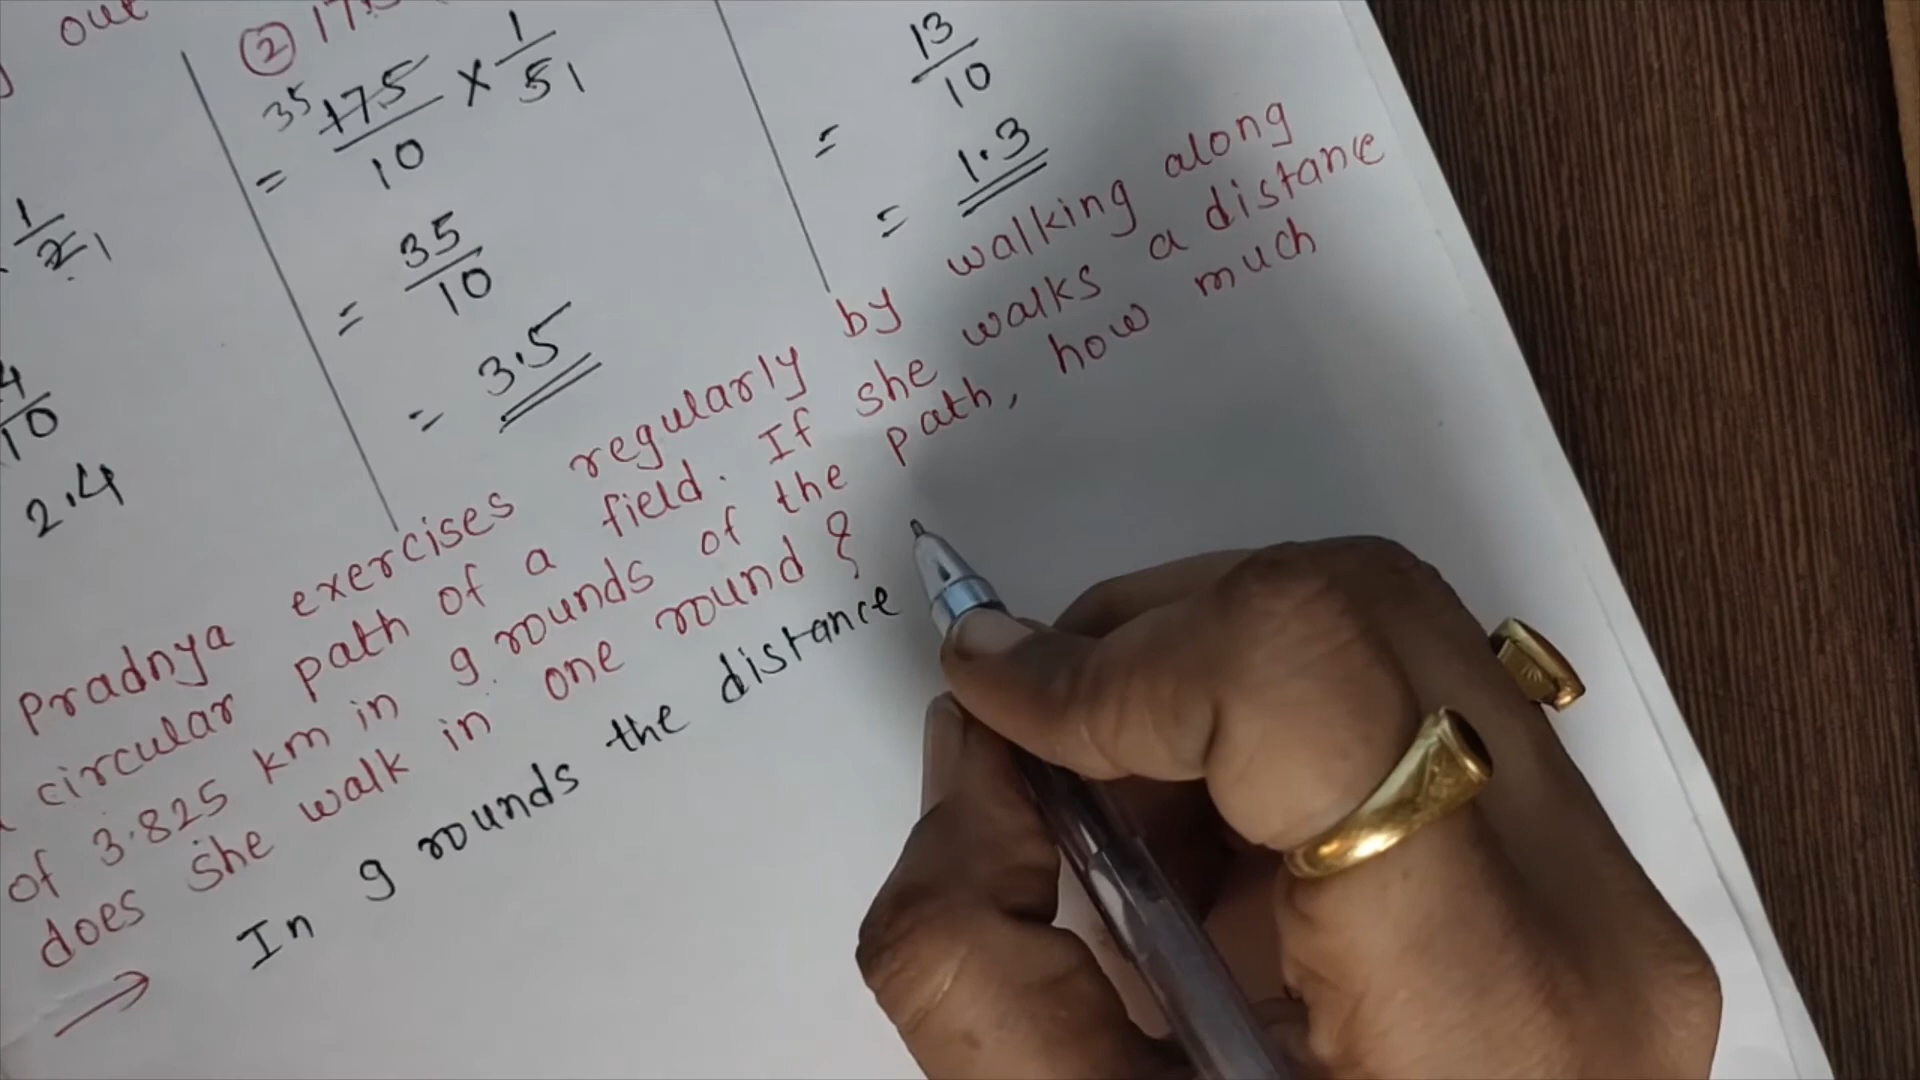 out
② 17.
35 175/10 × 1/5 1
=
= 35/10
= 3.5
1/2 1
4/10
2.4
= 13/10
= 1.3
Pradnya exercises regularly by walking along
circular path of a field. If she walks a distance
of 3.825 km in 9 rounds of the path, how much
does she walk in one round ?
→ In 9 rounds the distance